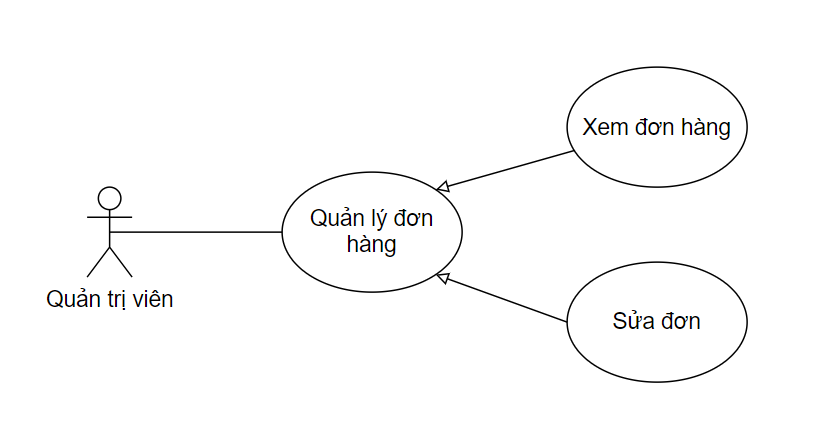 Xem đơn hàng
Quản lý đơn
hàng
Quản trị viên
Sửa đơn